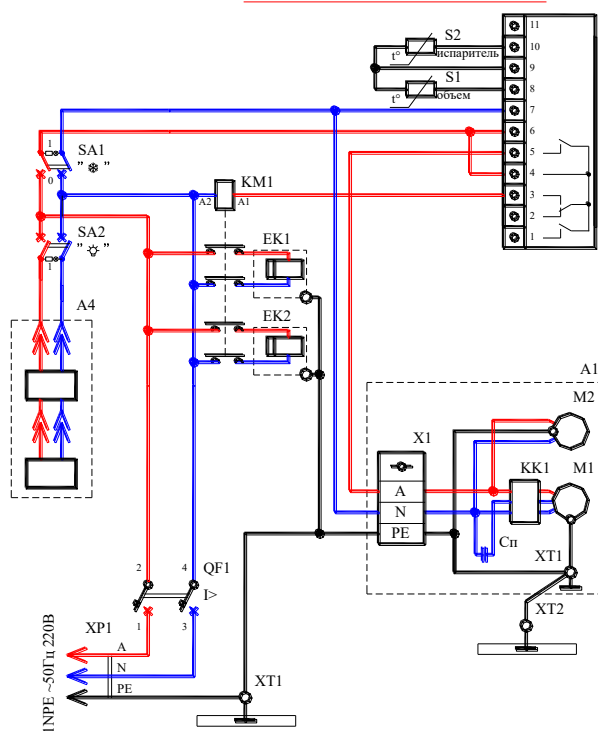 11
S2
t° испаритель 10
9
S1
t° объем 8
7
1 SA1
" ❄ "
0
6
5
4
KM1
A2 A1
3
2
1
SA2
" "
1
EK1
A4
EK2
A1
M2
X1
KK1 M1
A
N
PE
Сп
XT1
2 4 QF1
I>
1 3
XT2
XP1
A
N
PE
1NPE ~50Гц 220В
XT1